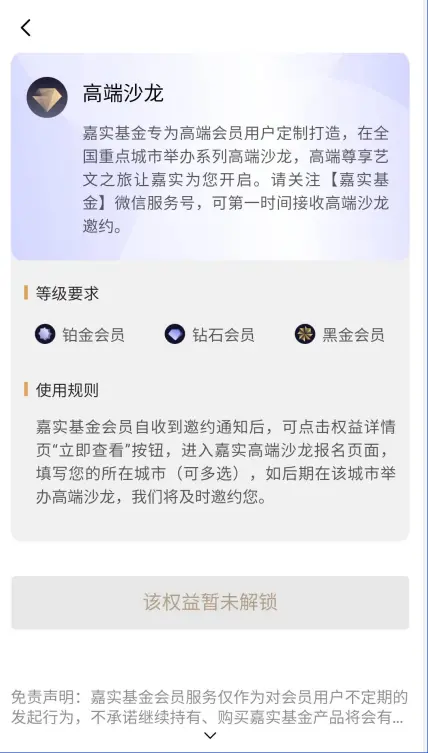 高端沙龙
嘉实基金专为高端会员用户定制打造，在全
国重点城市举办系列高端沙龙，高端尊享艺
文之旅让嘉实为您开启。请关注【嘉实基
金】微信服务号，可第一时间接收高端沙龙
邀约。
等级要求
铂金会员 钻石会员 黑金会员
使用规则
嘉实基金会员自收到邀约通知后，可点击权益详情
页“立即查看”按钮，进入嘉实高端沙龙报名页面，
填写您的所在城市（可多选），如后期在该城市举
办高端沙龙，我们将及时邀约您。
该权益暂未解锁
免责声明：嘉实基金会员服务仅作为对会员用户不定期的
发起行为，不承诺继续持有、购买嘉实基金产品将会有...